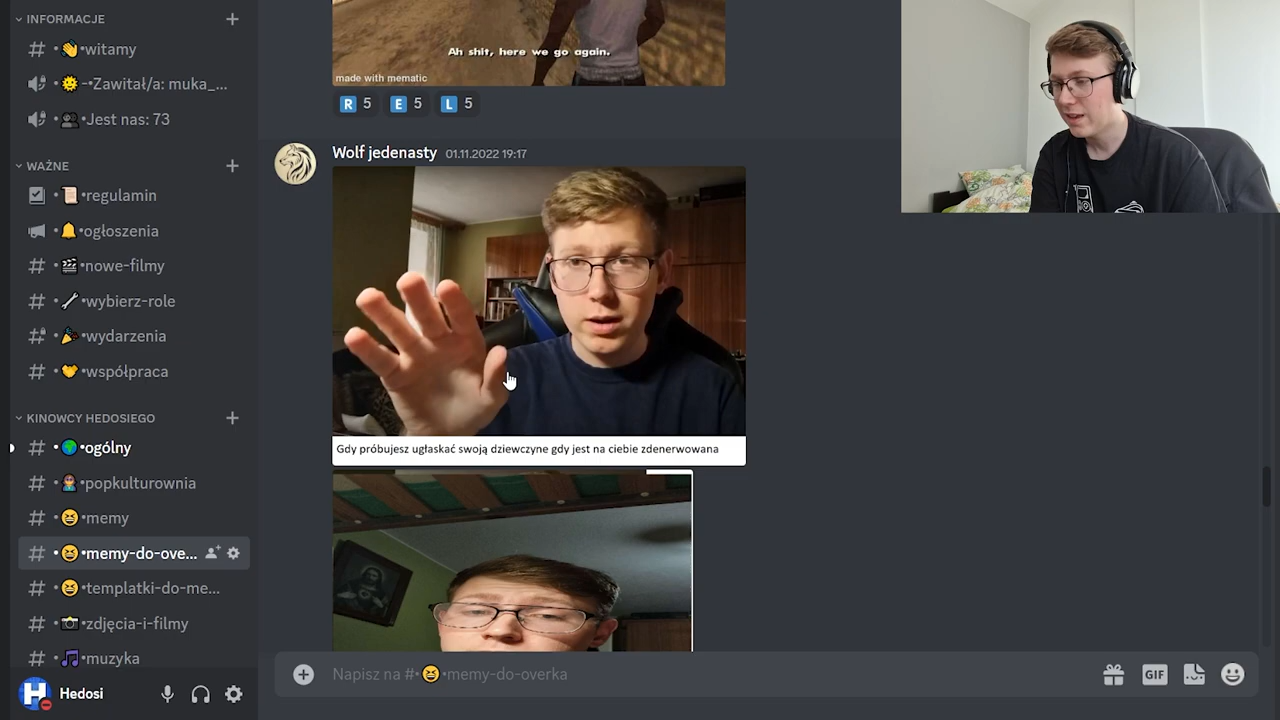 INFORMACJE
witamy
Zawitał/a: muka_...
Jest nas: 73
WAŻNE
regulamin
ogłoszenia
nowe-filmy
wybierz-role
wydarzenia
współpraca
KINOWCY HEDOSIEGO
ogólny
popkulturownia
memy
memy-do-ove...
templatki-do-me...
zdjęcia-i-filmy
muzyka
Hedosi
Ah shit, here we go again.
made with mematic
R 5 E 5 L 5
Wolf jedenasty 01.11.2022 19:17
Gdy próbujesz ugłaskać swoją dziewczyne gdy jest na ciebie zdenerwowana
Napisz na #•😆•memy-do-overka
GIF